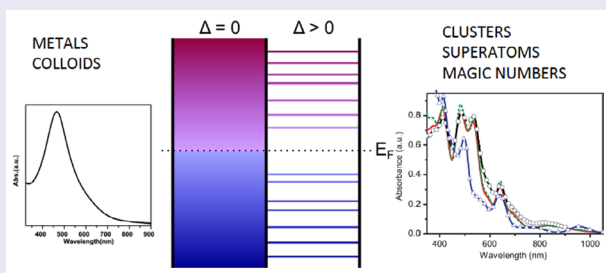 METALS
COLLOIDS
Δ = 0
Δ > 0
CLUSTERS
SUPERATOMS
MAGIC NUMBERS
E_F
Abs.(a.u.)
400 500 600 700 800 900
Wavelength(nm)
Absorbance (a.u.)
0.8
0.6
0.4
0.2
0.0
400 600 800 1000
Wavelength (nm)